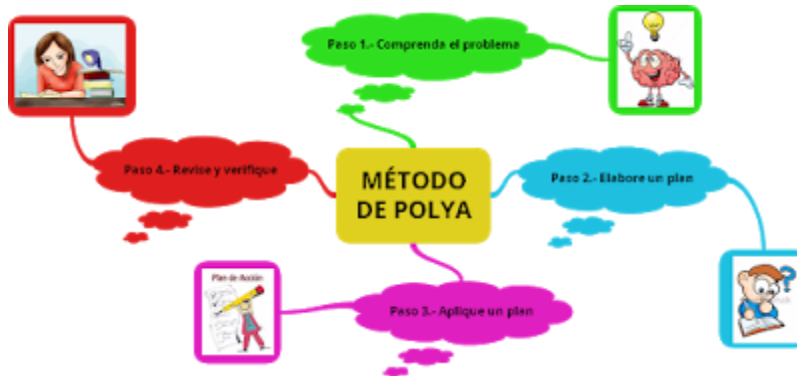 MÉTODO
DE POLYA
Paso 1.- Comprenda el problema
Paso 2.- Elabore un plan
Paso 3.- Aplique un plan
Plan de Acción
Paso 4.- Revise y verifique